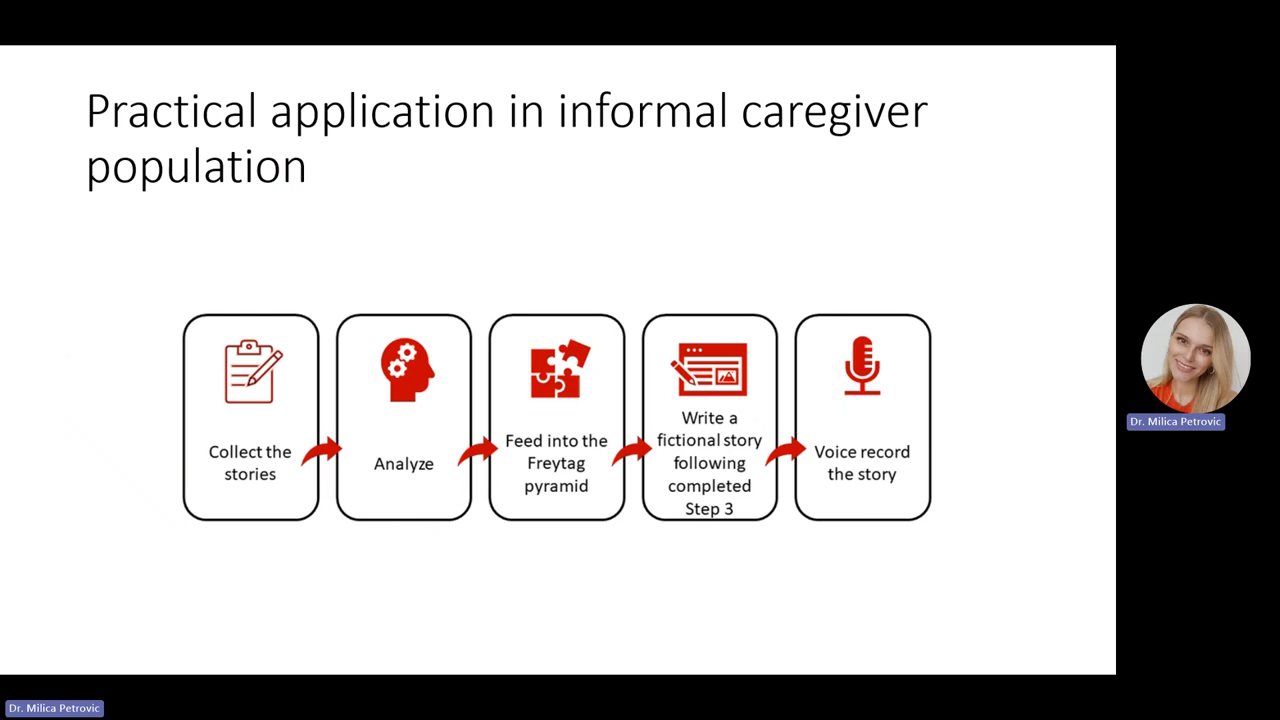 Practical application in informal caregiver
population
Collect the
stories
Analyze
Feed into the
Freytag
pyramid
Write a
fictional story
following
completed
Step 3
Voice record
the story
Dr. Milica Petrovic
Dr. Milica Petrovic